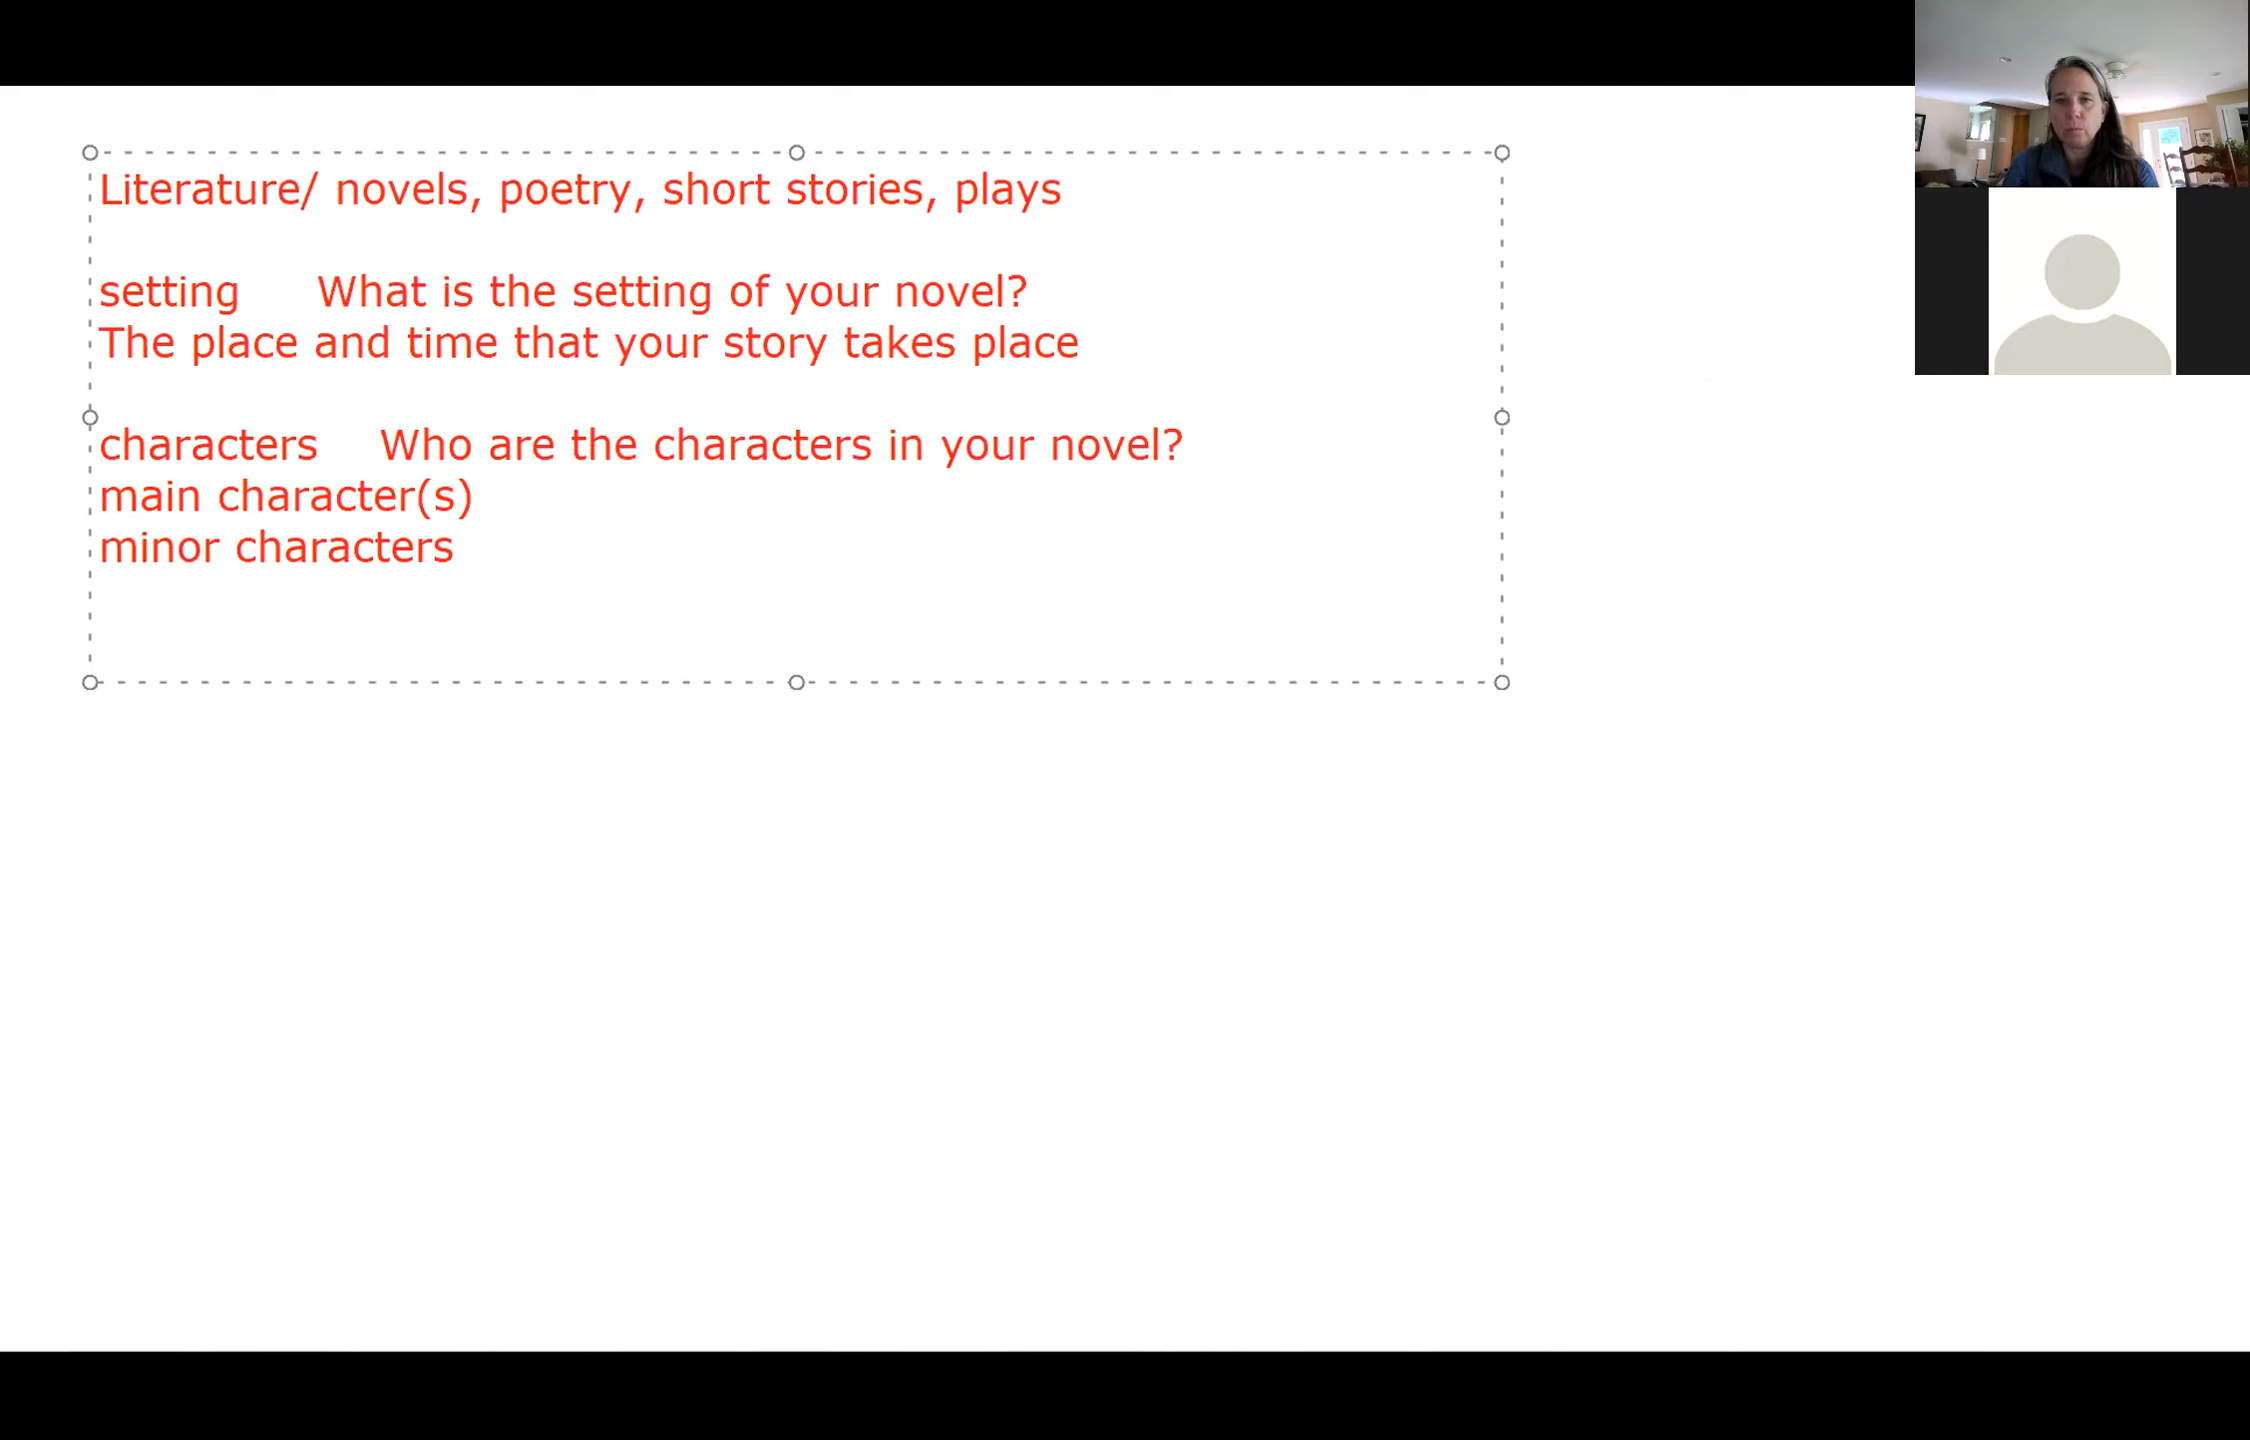 Literature/ novels, poetry, short stories, plays
setting What is the setting of your novel?
The place and time that your story takes place
characters Who are the characters in your novel?
main character(s)
minor characters